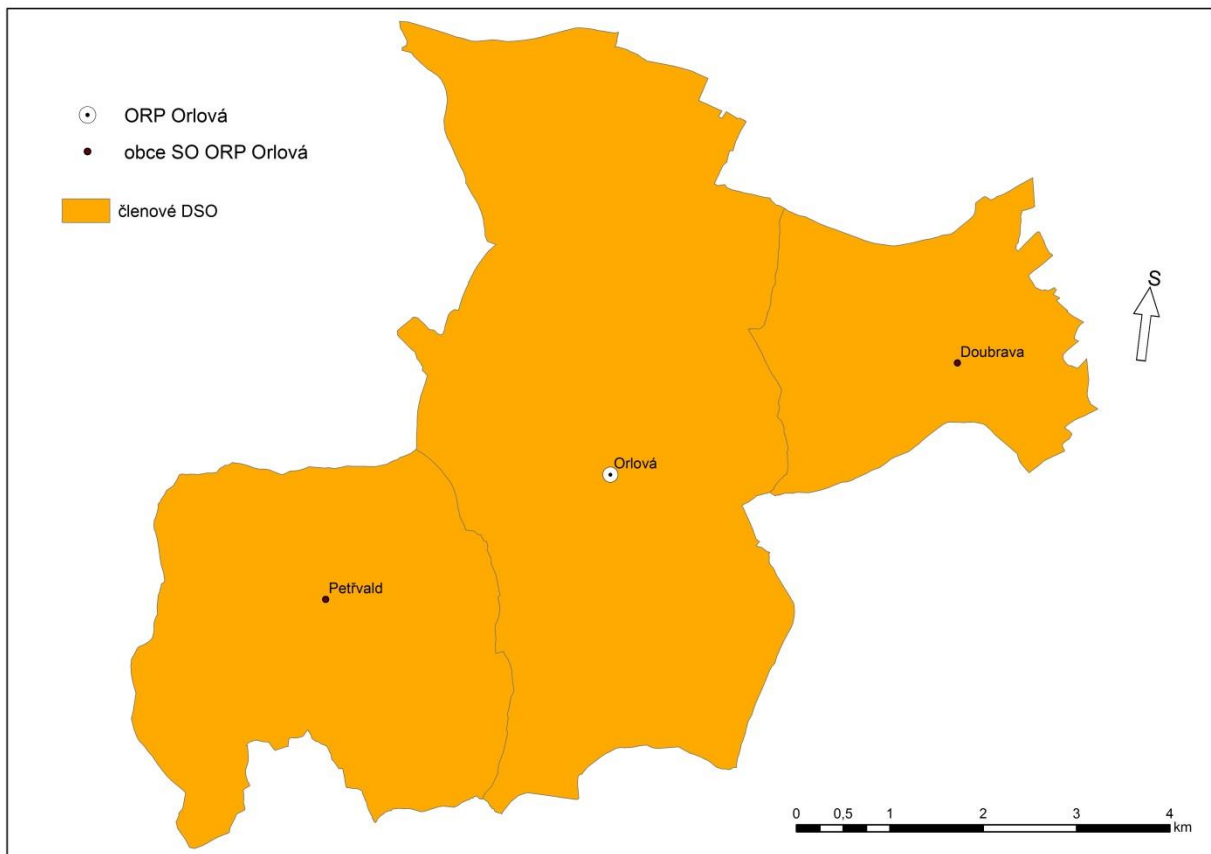 ORP Orlová
obce SO ORP Orlová
členové DSO
S
Doubrava
Orlová
Petřvald
0 0,5 1 2 3 4
km